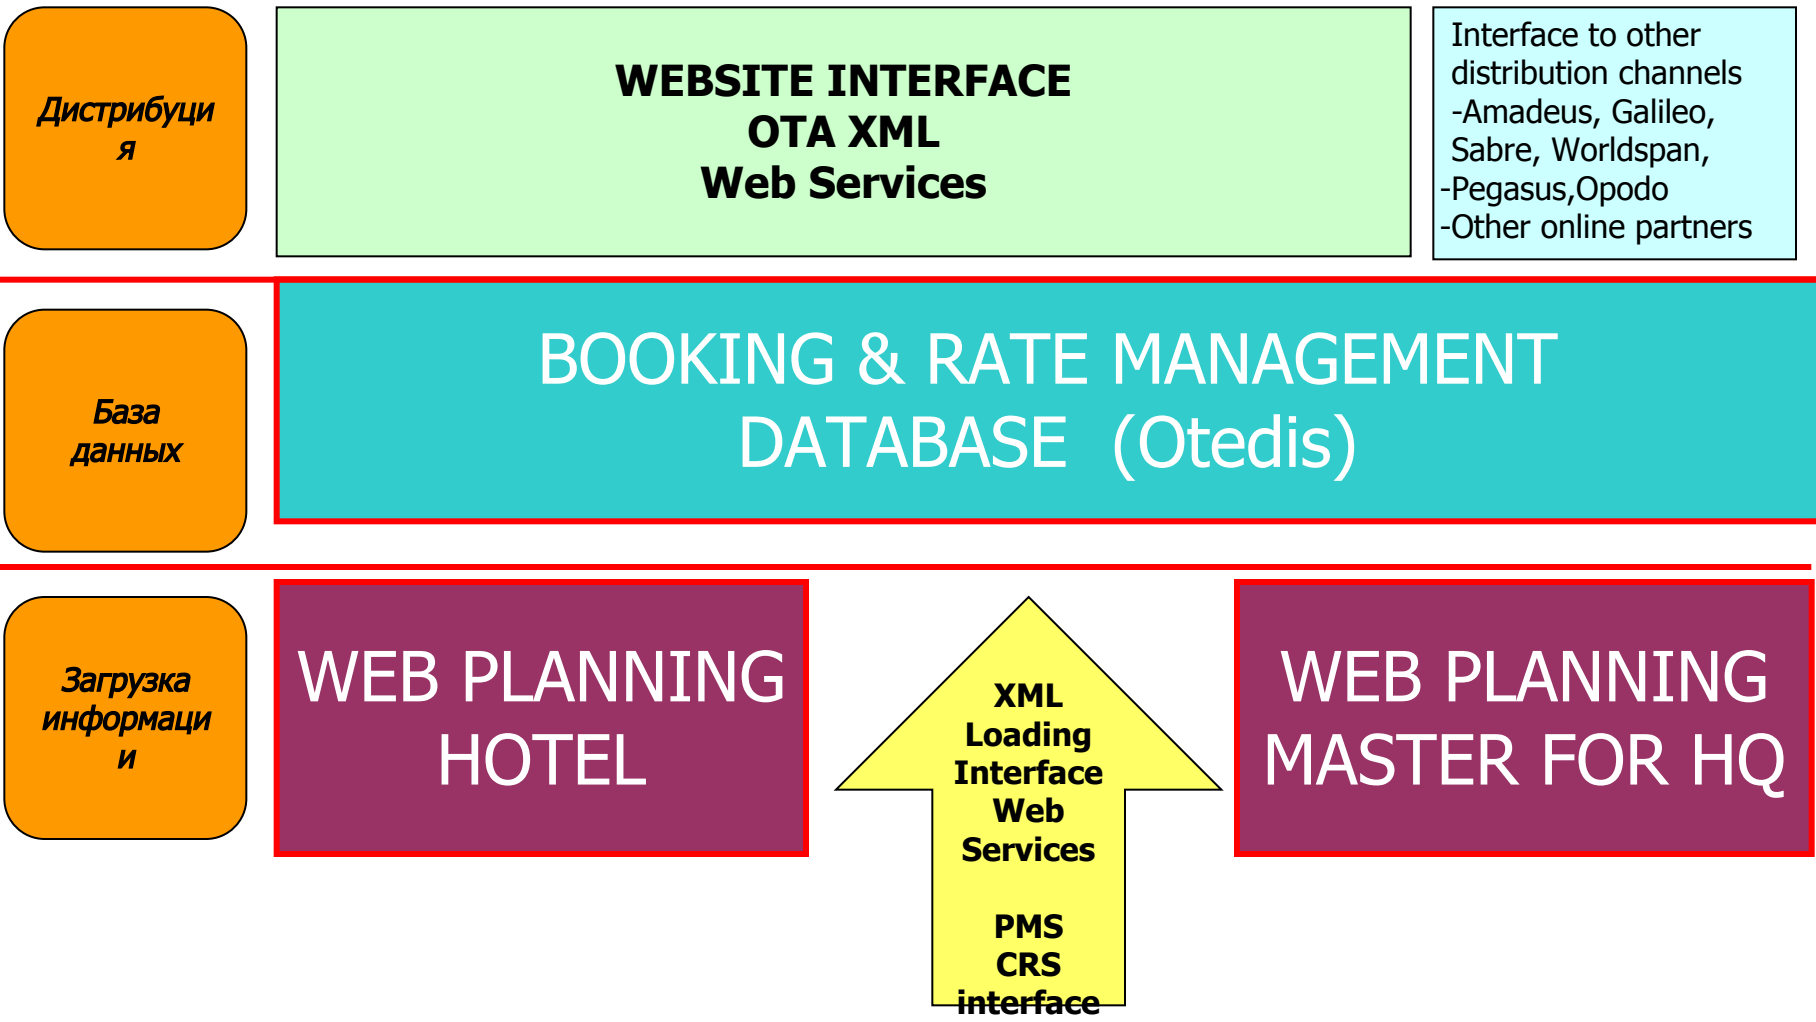 Дистрибуци
я
WEBSITE INTERFACE
OTA XML
Web Services
Interface to other
distribution channels
-Amadeus, Galileo,
Sabre, Worldspan,
-Pegasus,Opodo
-Other online partners
База
данных
BOOKING & RATE MANAGEMENT
DATABASE (Otedis)
Загрузка
информаци
и
WEB PLANNING
HOTEL
XML
Loading
Interface
Web
Services
PMS
CRS
interface
WEB PLANNING
MASTER FOR HQ